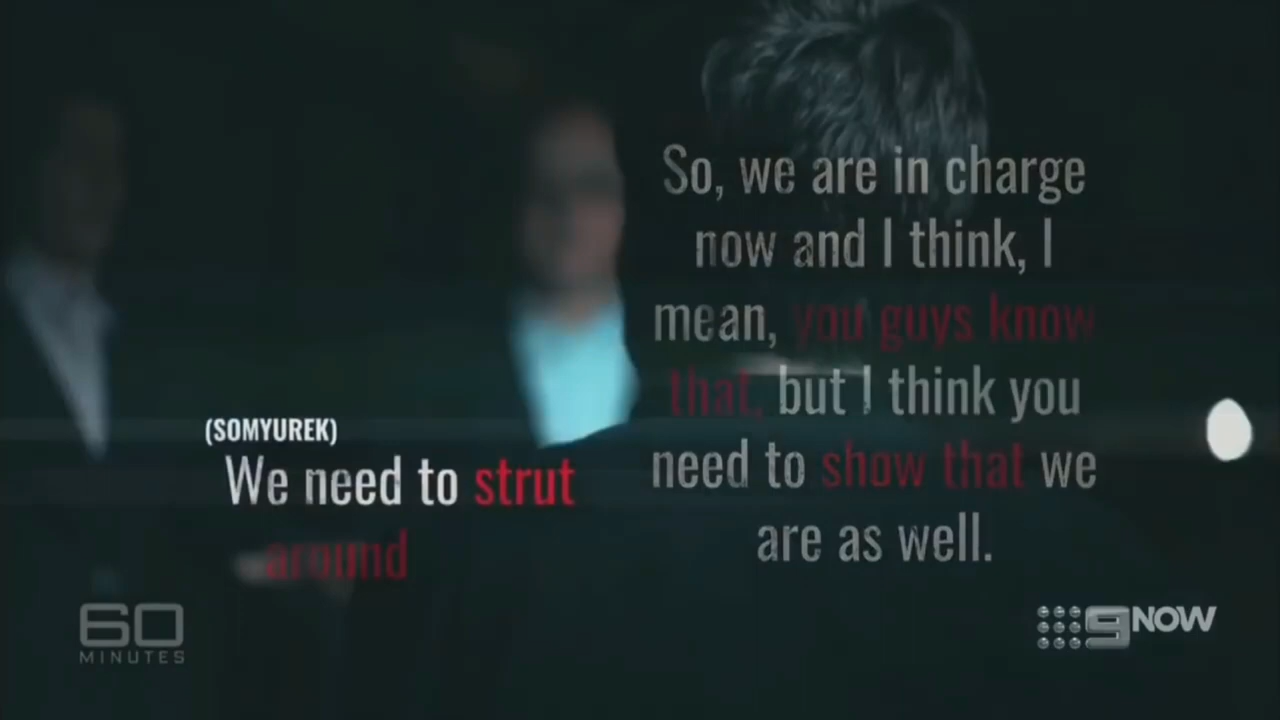 So, we are in charge
now and I think, I
mean, you guys know
that, but I think you
need to show that we
are as well.
(SOMYUREK)
We need to strut
around
60
MINUTES
9NOW